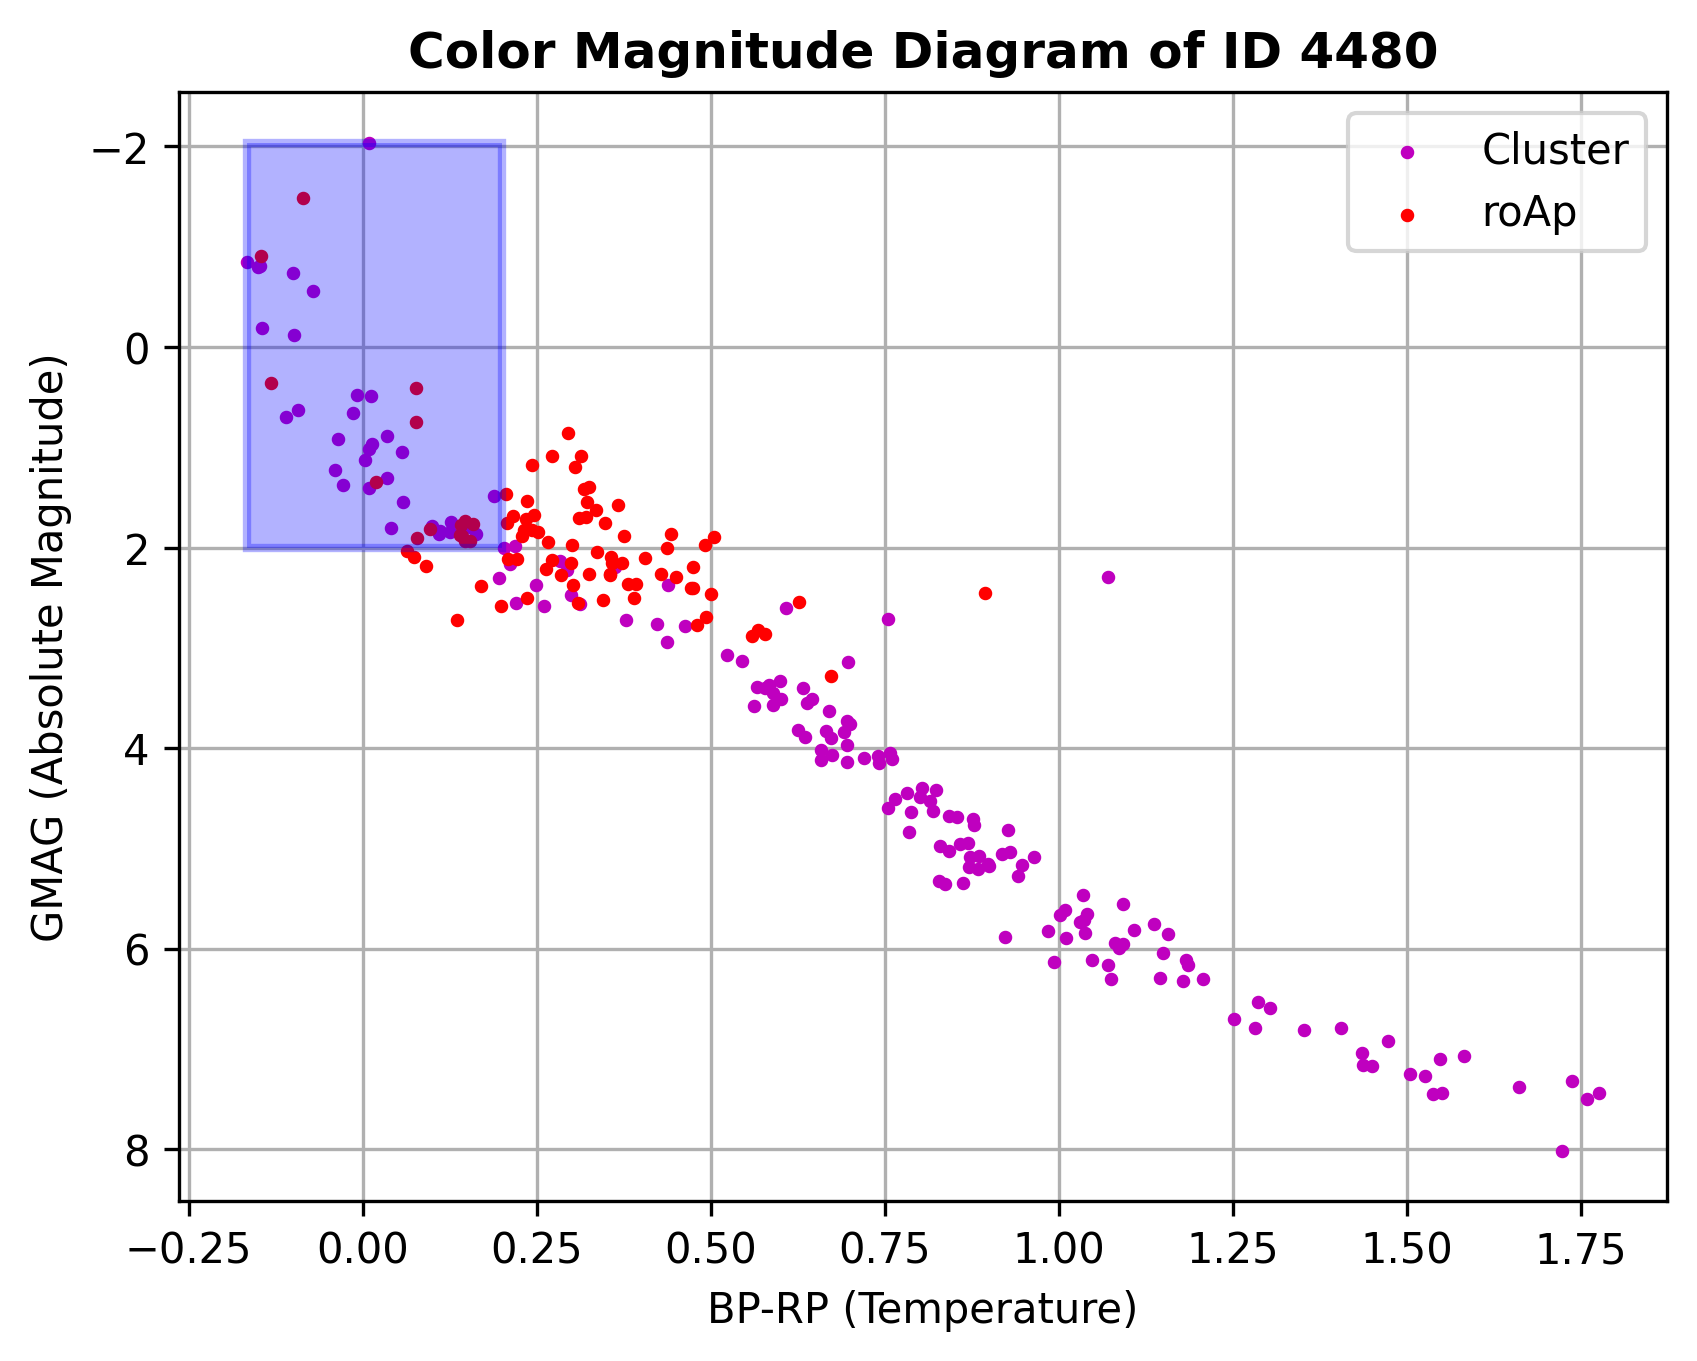 Color Magnitude Diagram of ID 4480
Cluster
roAp
GMAG (Absolute Magnitude)
−2
0
2
4
6
8
−0.25 0.00 0.25 0.50 0.75 1.00 1.25 1.50 1.75
BP-RP (Temperature)